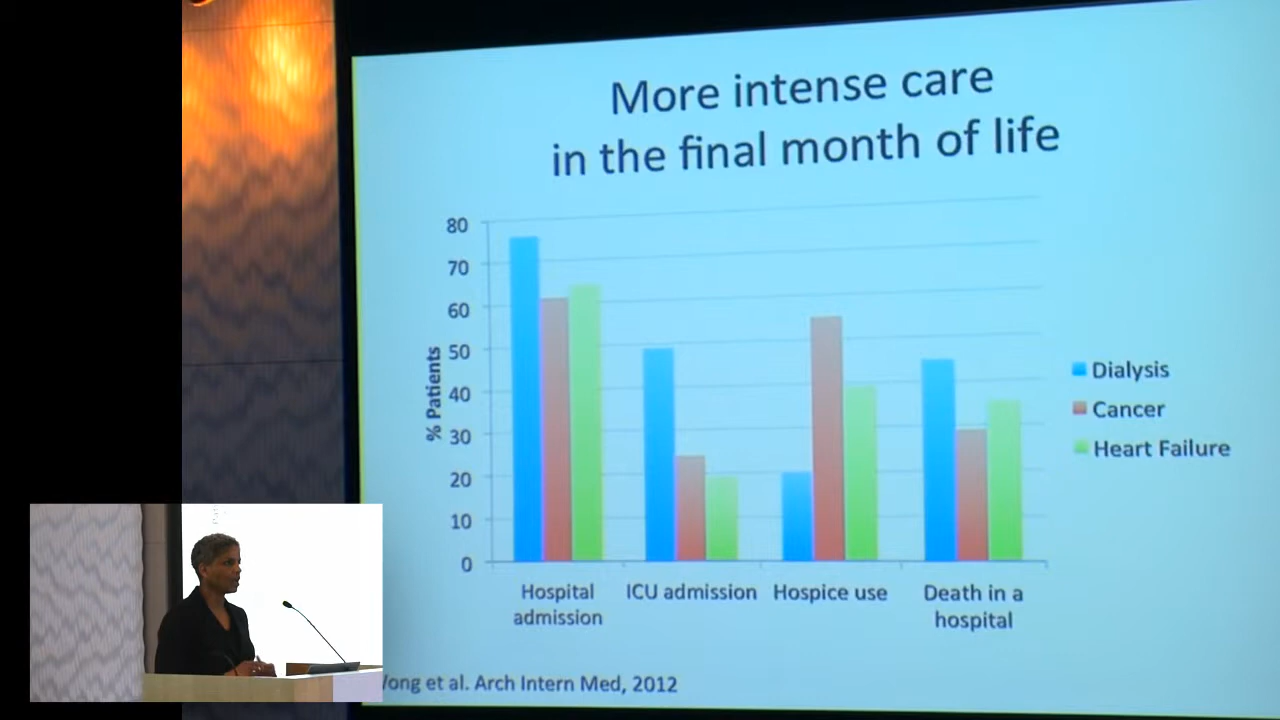 More intense care
in the final month of life
80
70
60
50
40
30
20
10
0
% Patients
Hospital
admission
ICU admission
Hospice use
Death in a
hospital
Dialysis
Cancer
Heart Failure
et al. Arch Intern Med, 2012